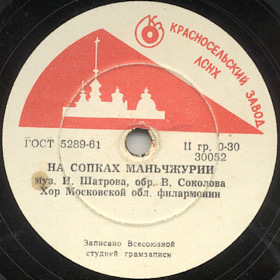 КРАСНОСЕЛЬСКИЙ ЗАВОД
ЛСНХ
ГОСТ 5289-61
II гр. 0-30
30052
НА СОПКАХ МАНЬЧЖУРИИ
муз. И. Шатрова, обр. В. Соколова
Хор Московской обл. филармонии
Записано Всесоюзной
студией грамзаписи